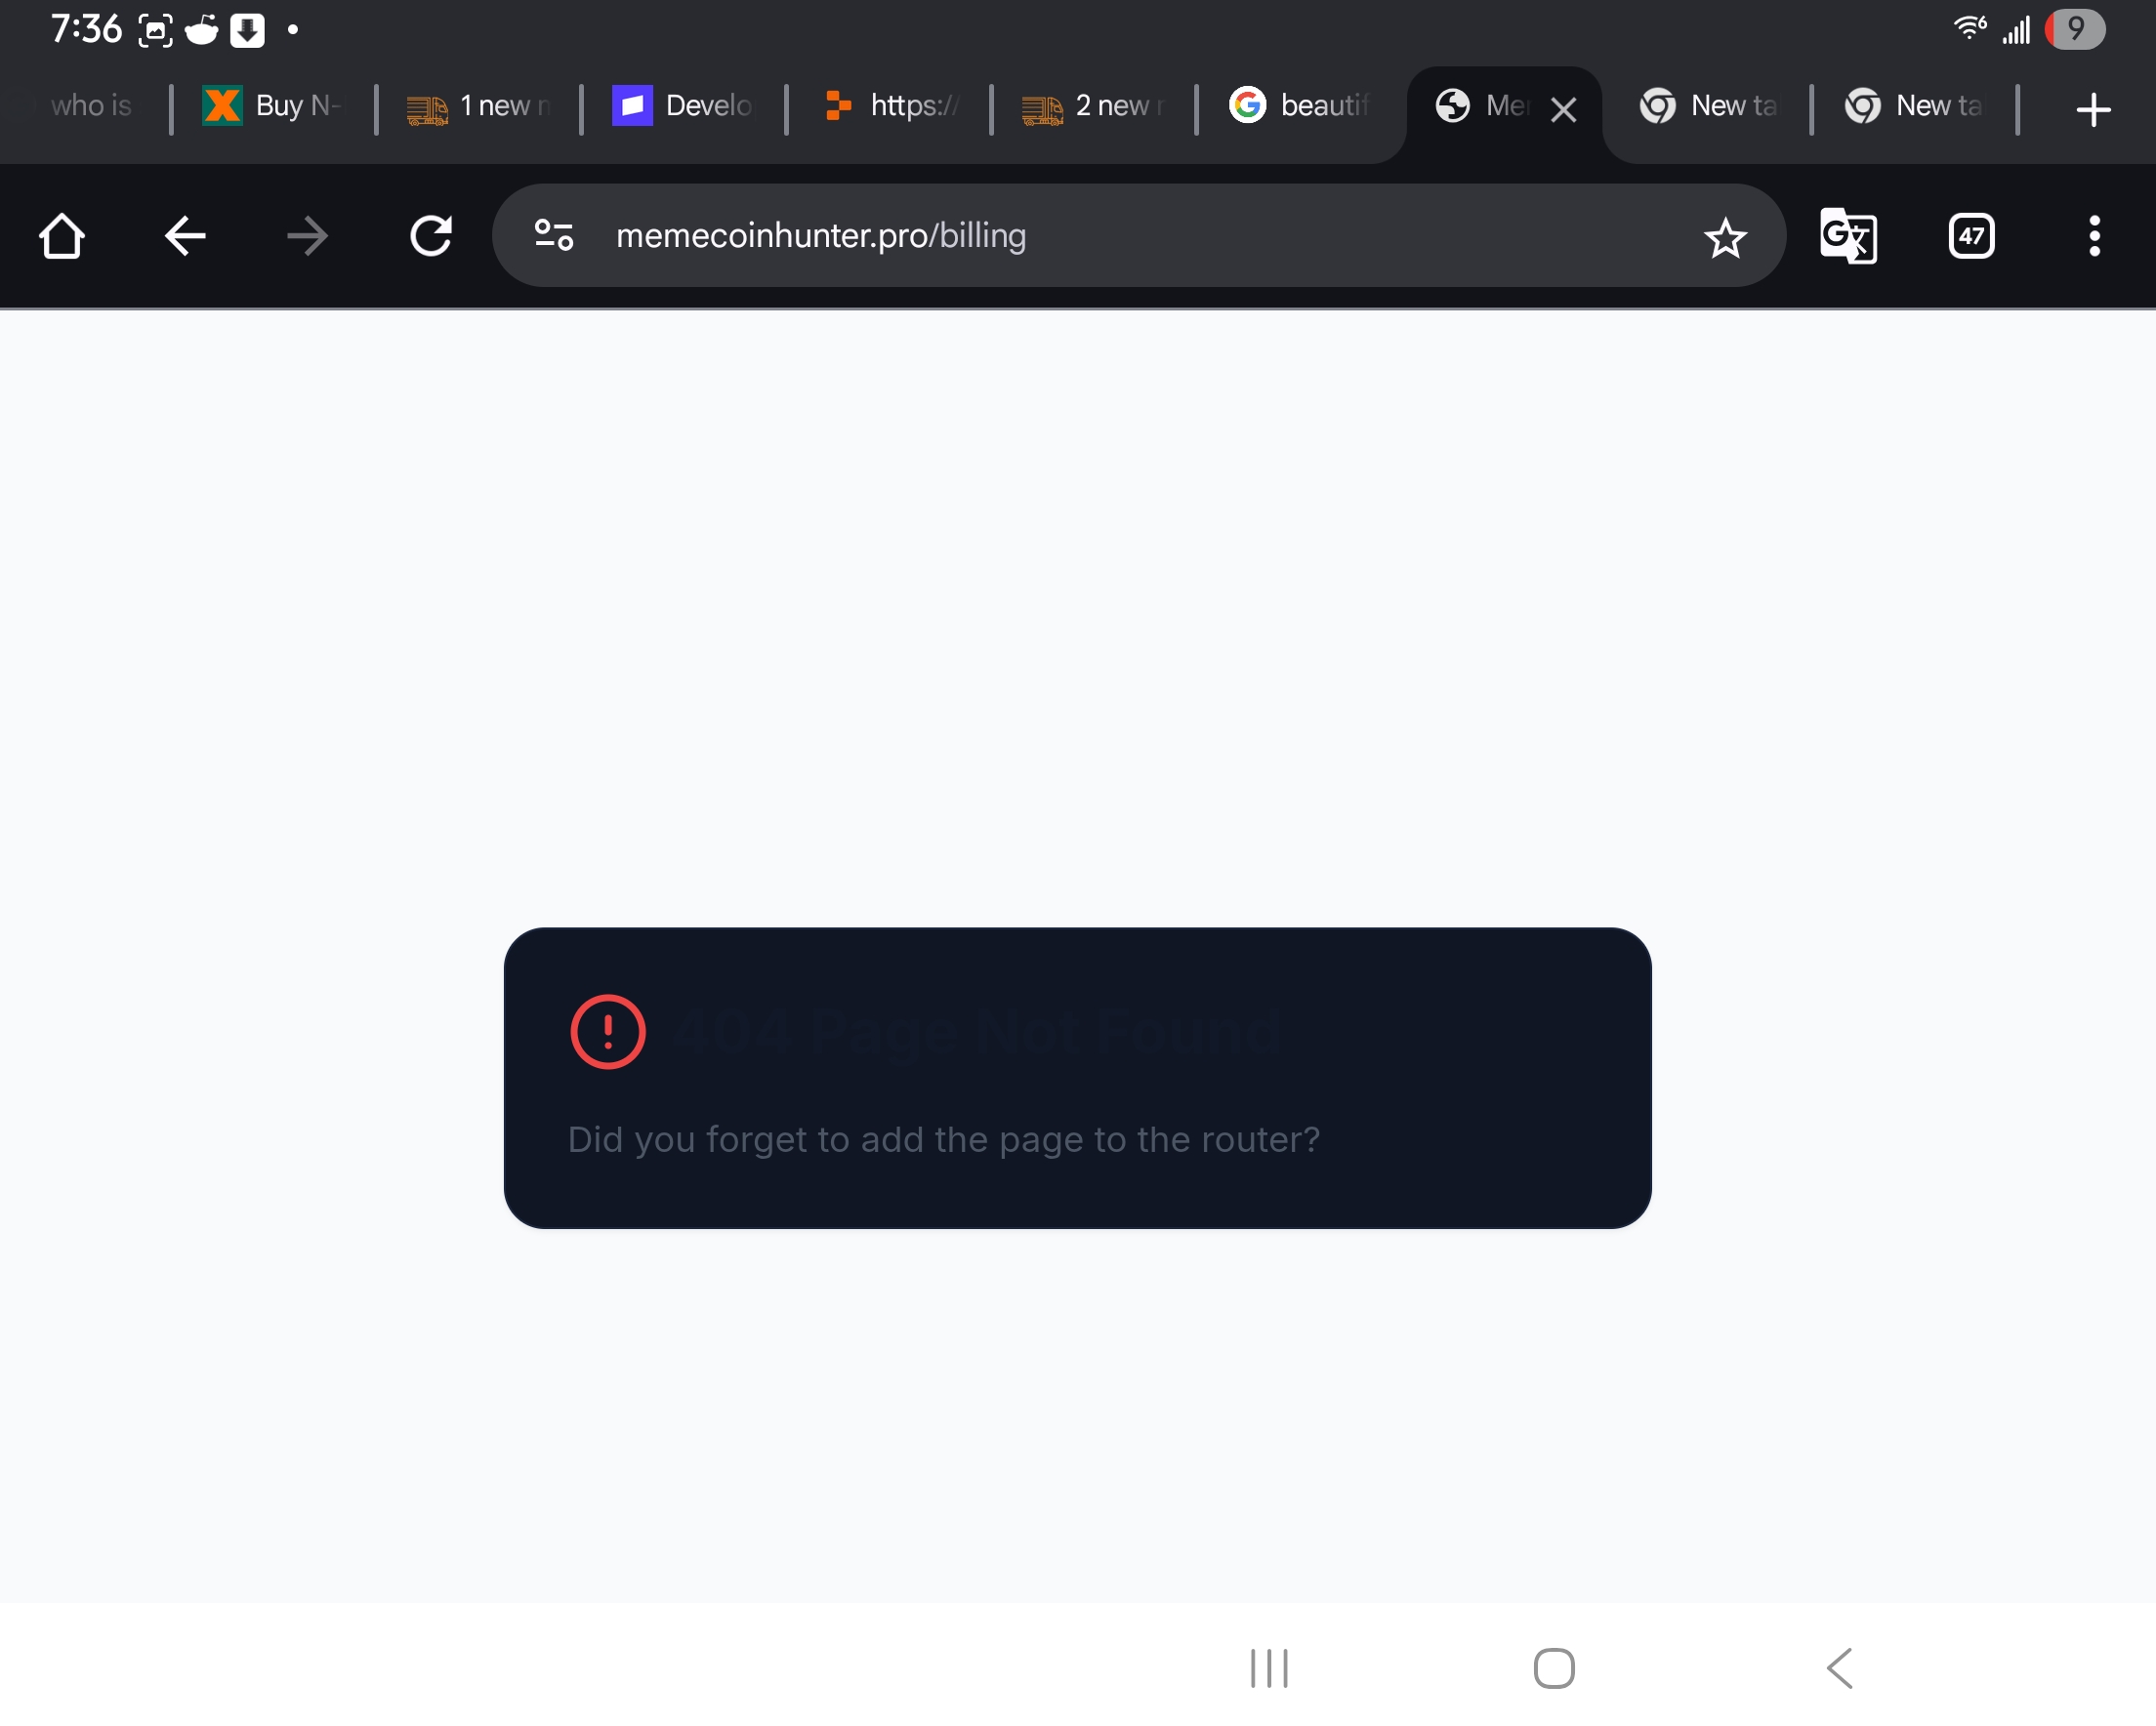 7:36
6
9
who is
Buy N-
1 new
Develo
https://
2 new
beautif
Me
New ta
New ta
memecoinhunter.pro/billing
G
47
404 Page Not Found
Did you forget to add the page to the router?